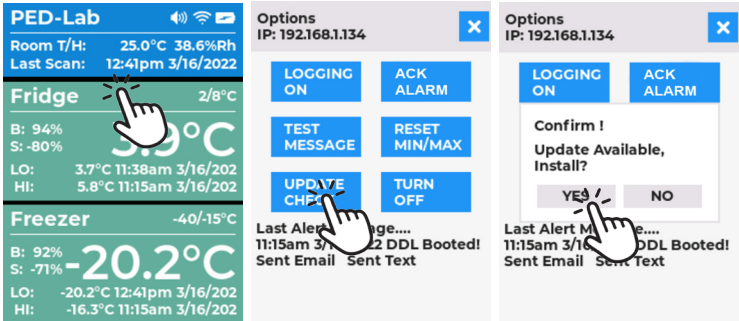 PED-Lab
Room T/H: 25.0°C 38.6%Rh
Last Scan: 12:41pm 3/16/2022
Fridge 2/8°C
B: 94%
S: -80%
3.9°C
LO: 3.7°C 11:38am 3/16/202
HI: 5.8°C 11:15am 3/16/202
Freezer -40/-15°C
B: 92%
S: -71%
-20.2°C
LO: -20.2°C 12:41pm 3/16/202
HI: -16.3°C 11:15am 3/16/202
Options
IP: 192.168.1.134
LOGGING ON
ACK ALARM
TEST MESSAGE
RESET MIN/MAX
UPDATE
TURN OFF
Last Alert
11:15am DDL Booted!
Sent Email Sent Text
Options
IP: 192.168.1.134
LOGGING ON
ACK ALARM
Confirm !
Update Available,
Install?
YES NO
Last Alert
11:15am DDL Booted!
Sent Email Sent Text